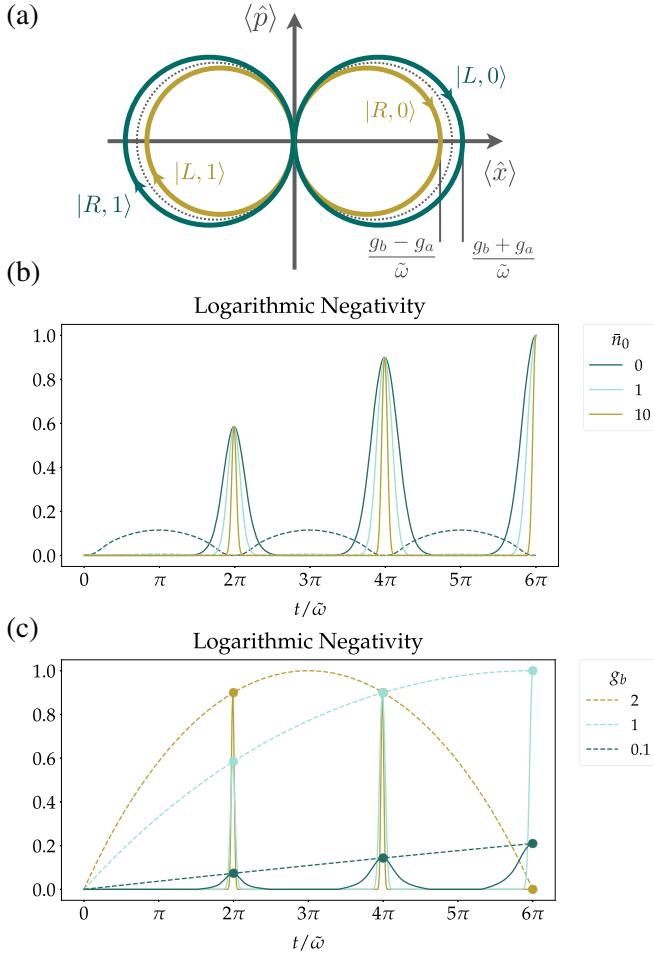 (a)
⟨p̂⟩
|L, 0⟩
|R, 0⟩
|L, 1⟩
|R, 1⟩
⟨x̂⟩
g_b − g_a / ω̃
g_b + g_a / ω̃
(b)
Logarithmic Negativity
n̄_0
0
1
10
1.0
0.8
0.6
0.4
0.2
0.0
0 π 2π 3π 4π 5π 6π
t/ω̃
(c)
Logarithmic Negativity
g_b
2
1
0.1
1.0
0.8
0.6
0.4
0.2
0.0
0 π 2π 3π 4π 5π 6π
t/ω̃